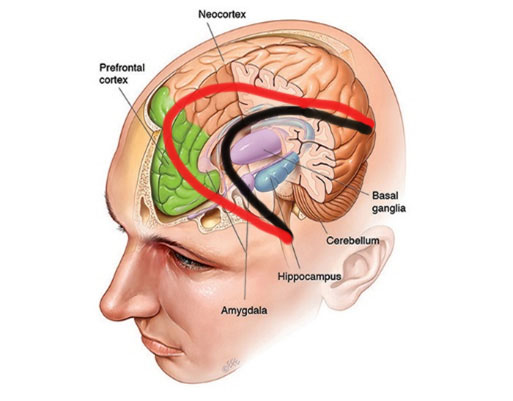 Neocortex
Prefrontal
cortex
Basal
ganglia
Cerebellum
Hippocampus
Amygdala